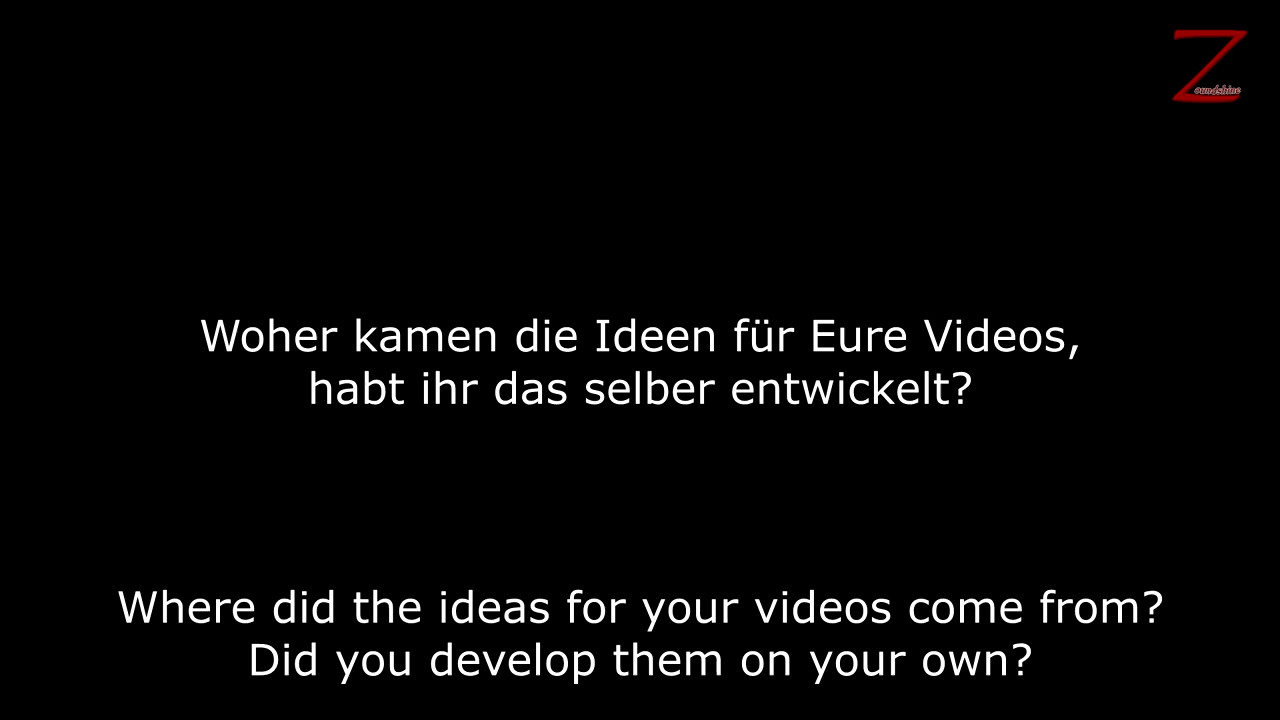 Zoundshine
Woher kamen die Ideen für Eure Videos,
habt ihr das selber entwickelt?
Where did the ideas for your videos come from?
Did you develop them on your own?